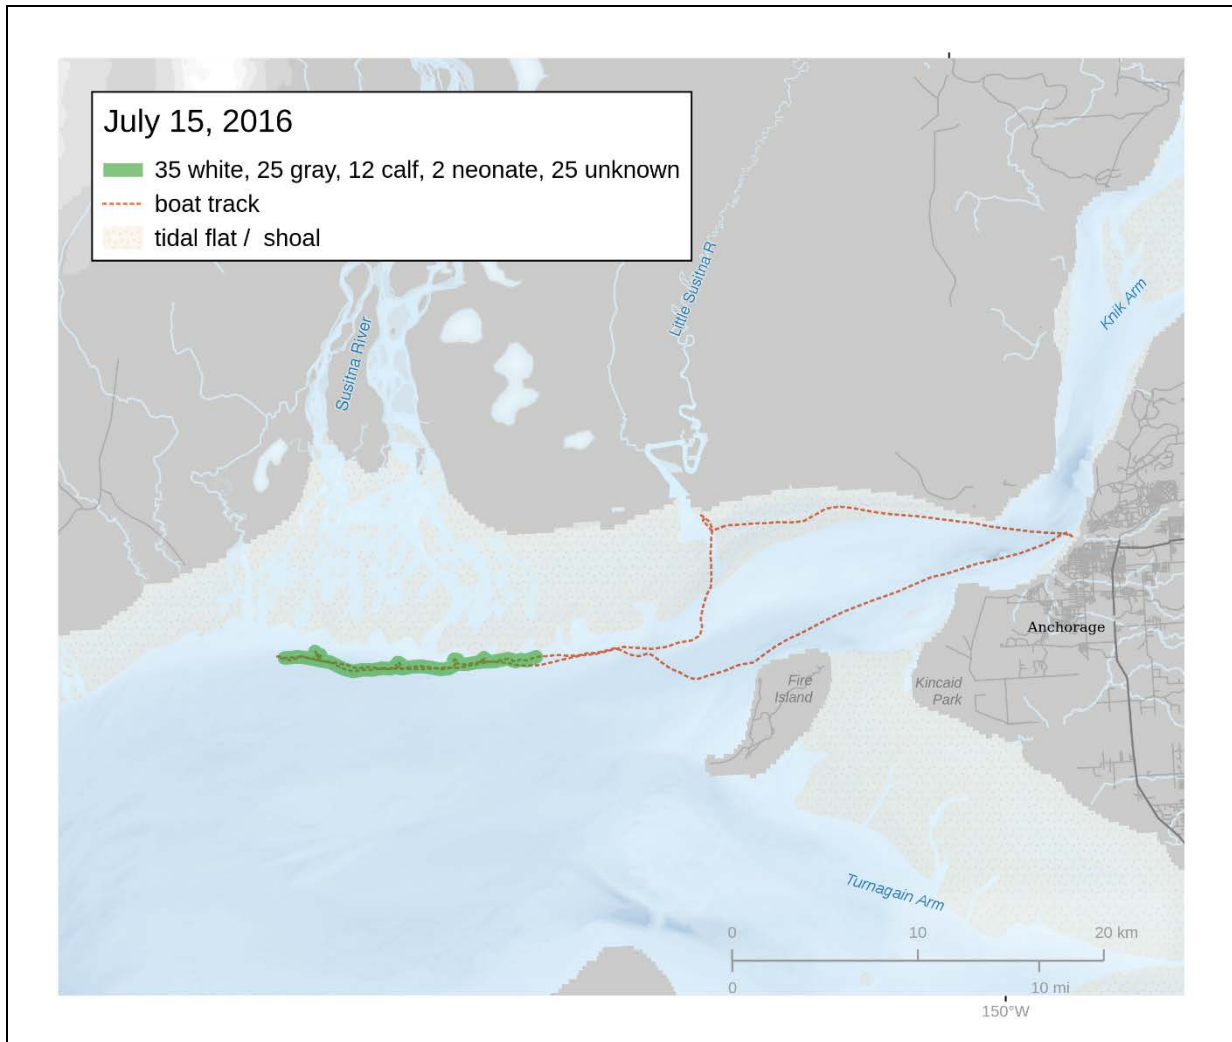 July 15, 2016
35 white, 25 gray, 12 calf, 2 neonate, 25 unknown
boat track
tidal flat / shoal
Little Susitna R
Knik Arm
Susitna River
Anchorage
Fire
Island
Kincaid
Park
Turnagain Arm
0 10 20 km
0 10 mi
150°W